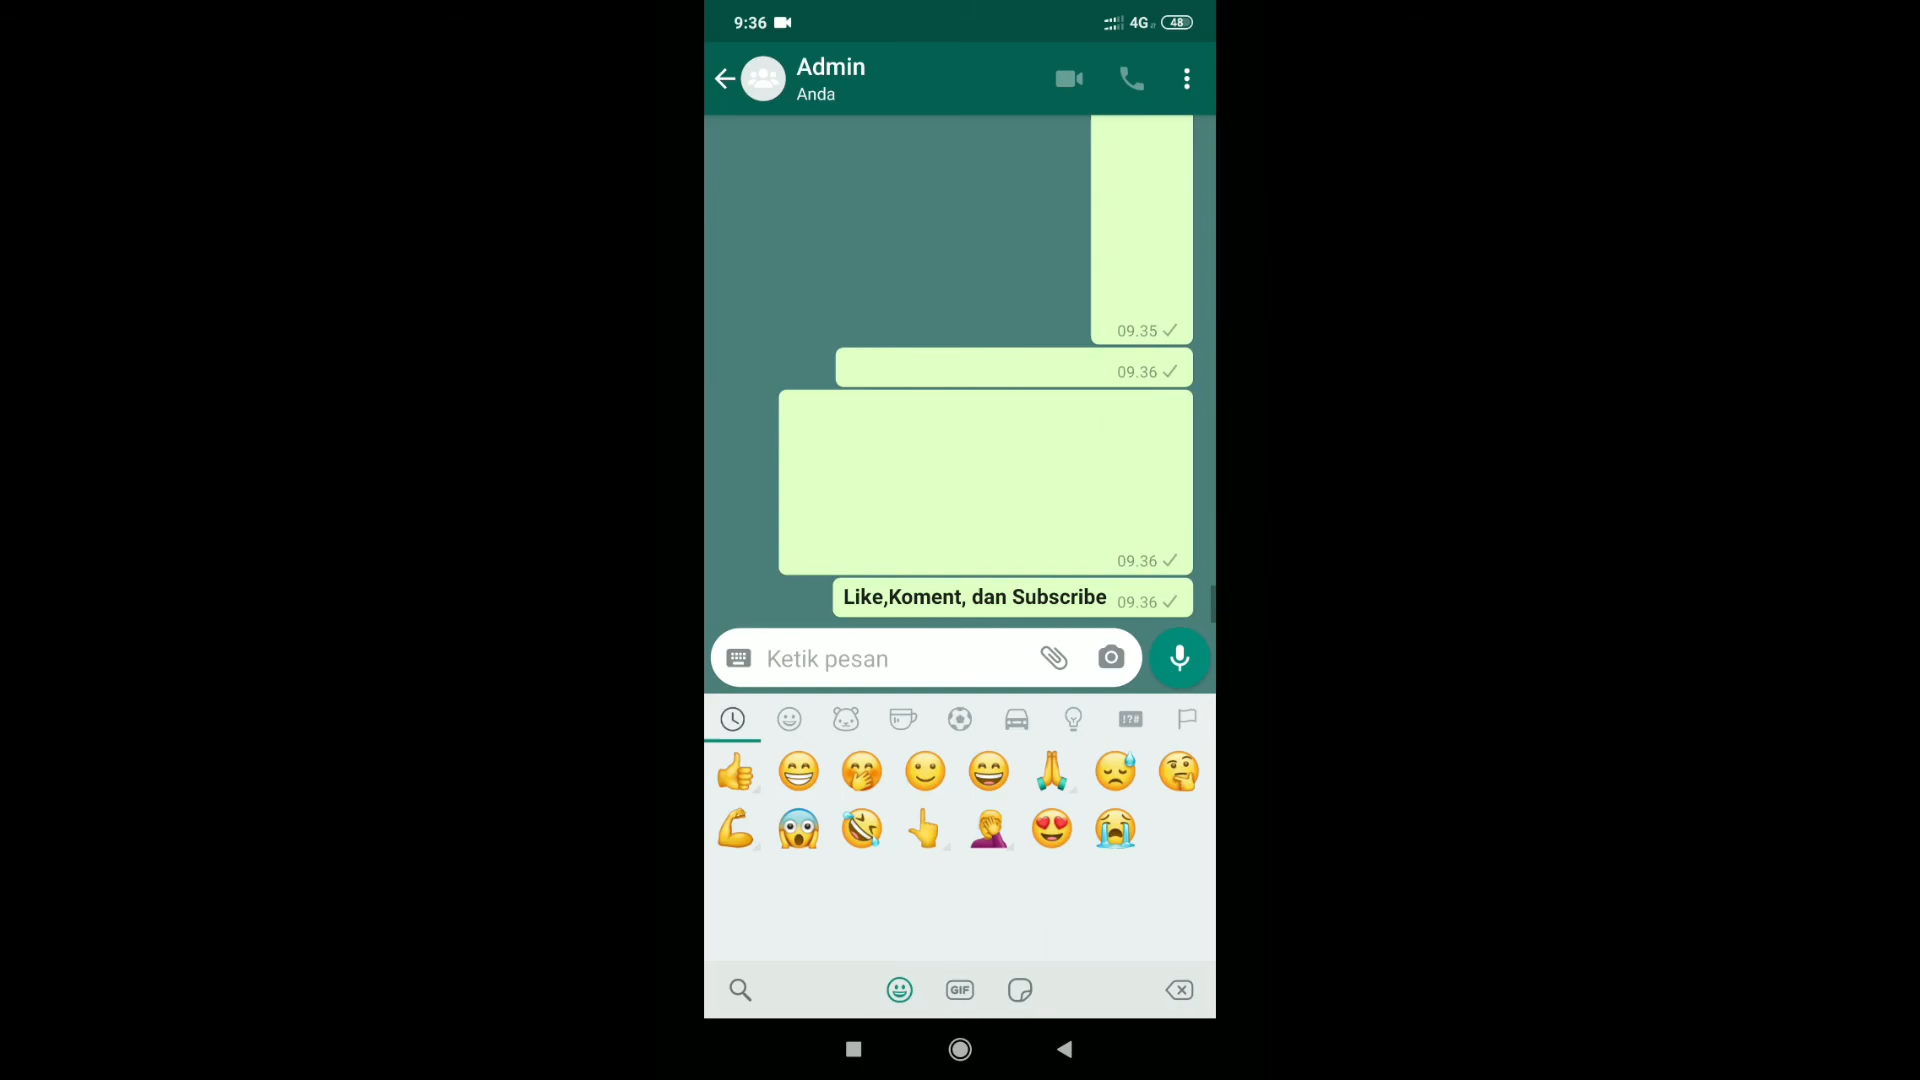 9:36
4G 48
Admin
Anda
09.35
09.36
09.36
Like,Koment, dan Subscribe 09.36
Ketik pesan
!?#
GIF